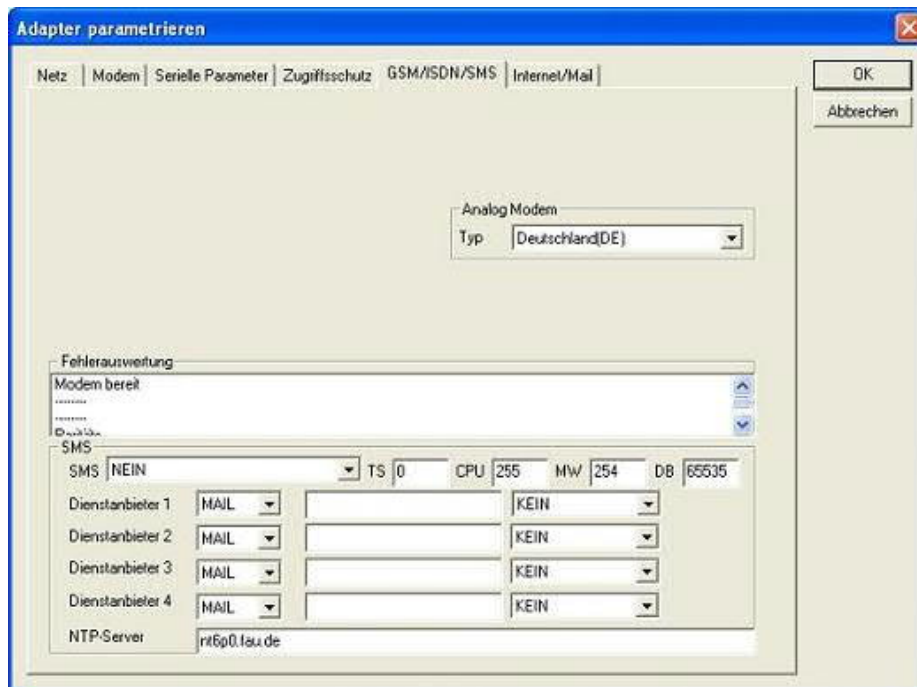 Adapter parametrieren
Netz Modem Serielle Parameter Zugriffsschutz GSM/ISDN/SMS Internet/Mail
OK
Abbrechen
Analog Modem
Typ Deutschland(DE)
Fehlerauswertung
Modem bereit
--------
--------
SMS
SMS NEIN TS 0 CPU 255 MW 254 DB 65535
Dienstanbieter 1 MAIL KEIN
Dienstanbieter 2 MAIL KEIN
Dienstanbieter 3 MAIL KEIN
Dienstanbieter 4 MAIL KEIN
NTP-Server nt6p0.fau.de